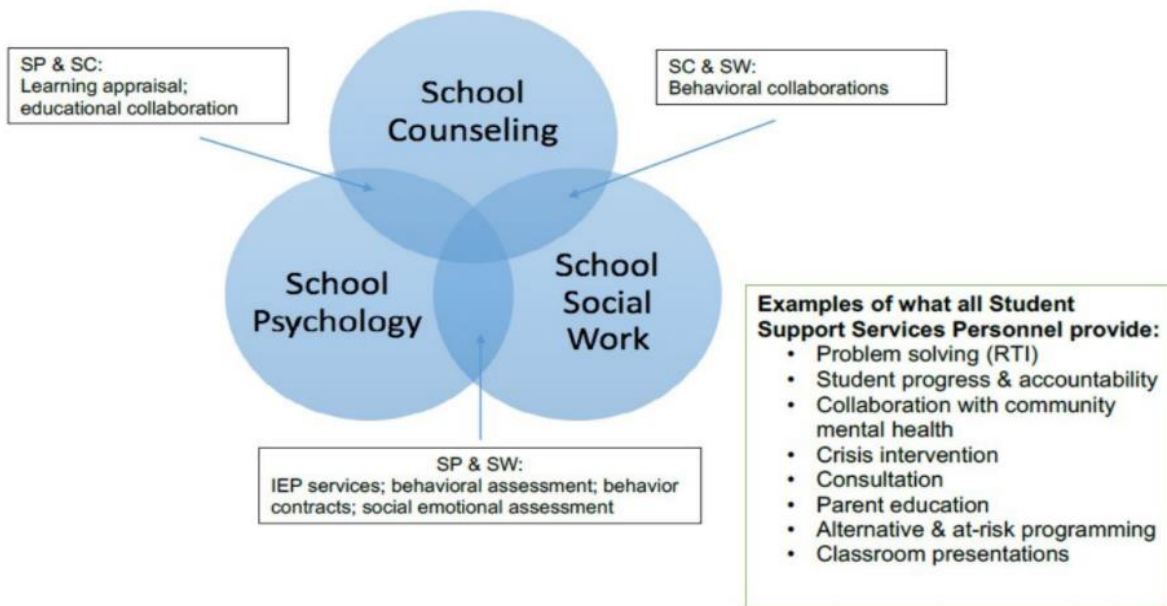 SP & SC:
Learning appraisal;
educational collaboration
SC & SW:
Behavioral collaborations
School
Counseling
School
Psychology
School
Social
Work
SP & SW:
IEP services; behavioral assessment; behavior
contracts; social emotional assessment
Examples of what all Student
Support Services Personnel provide:
• Problem solving (RTI)
• Student progress & accountability
• Collaboration with community
mental health
• Crisis intervention
• Consultation
• Parent education
• Alternative & at-risk programming
• Classroom presentations